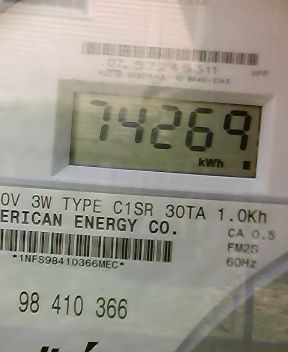 74269
kWh
0V 3W TYPE C1SR 30TA 1.0Kh
ERICAN ENERGY CO.
CA 0.5
FM2S
60Hz
*1NFS98410366MEC*
98 410 366